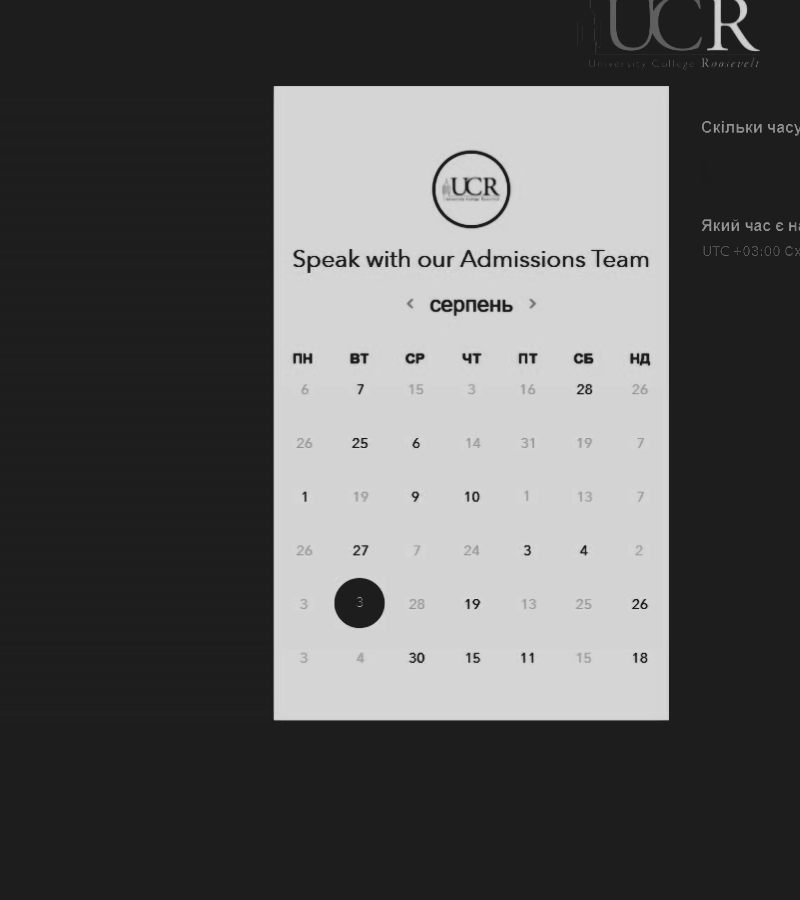 UCR
University College Roosevelt
UCR
Speak with our Admissions Team
‹ серпень ›
ПН ВТ СР ЧТ ПТ СБ НД
6 7 15 3 16 28 26
26 25 6 14 31 19 7
1 19 9 10 1 13 7
26 27 7 24 3 4 2
3 3 28 19 13 25 26
3 4 30 15 11 15 18
Скільки часу
Який час є на
UTC +03:00 Сх